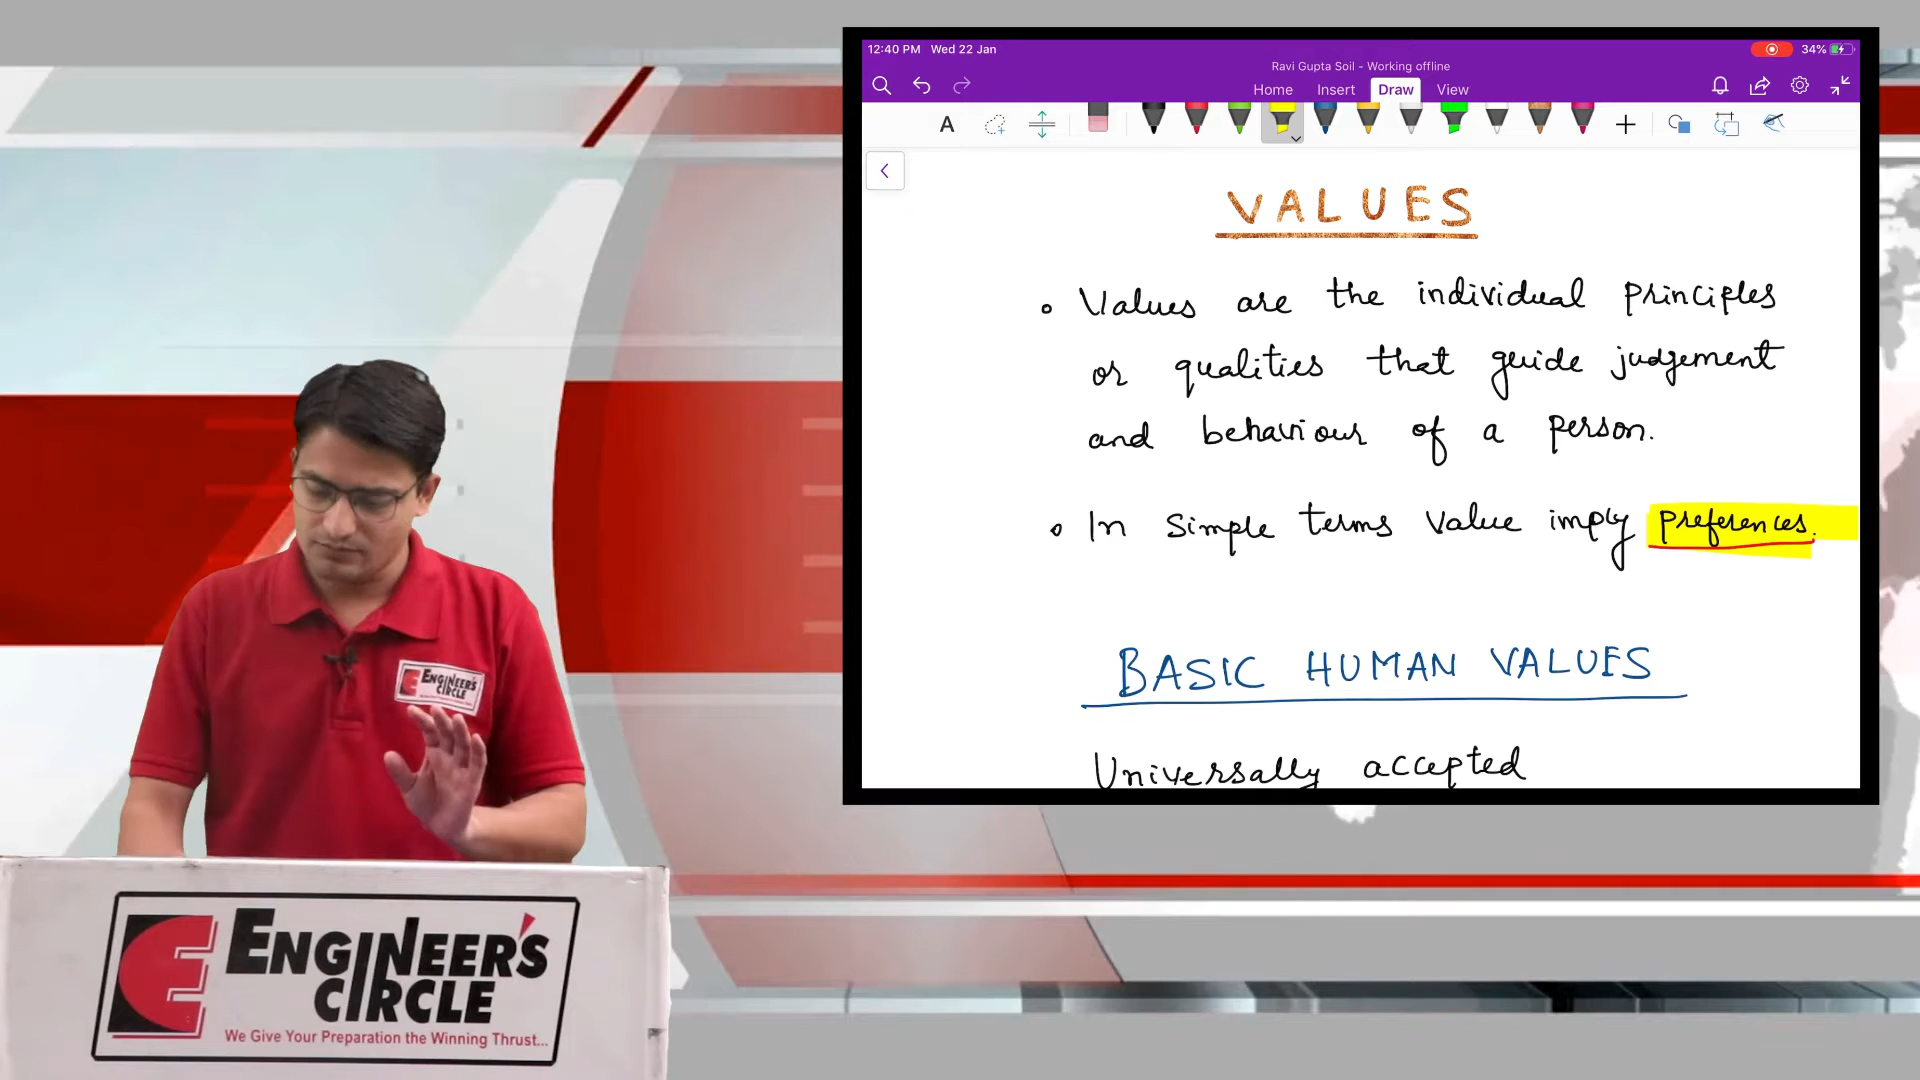 12:40 PM Wed 22 Jan
34%
Ravi Gupta Soil - Working offline
Home Insert Draw View
A
VALUES
Values are the individual principles
or qualities that guide judgement
and behaviour of a person.
In simple terms value imply preferences.
BASIC HUMAN VALUES
Universally accepted
ENGINEER'S
CIRCLE
ENGINEER'S
CIRCLE
We Give Your Preparation the Winning Thrust...